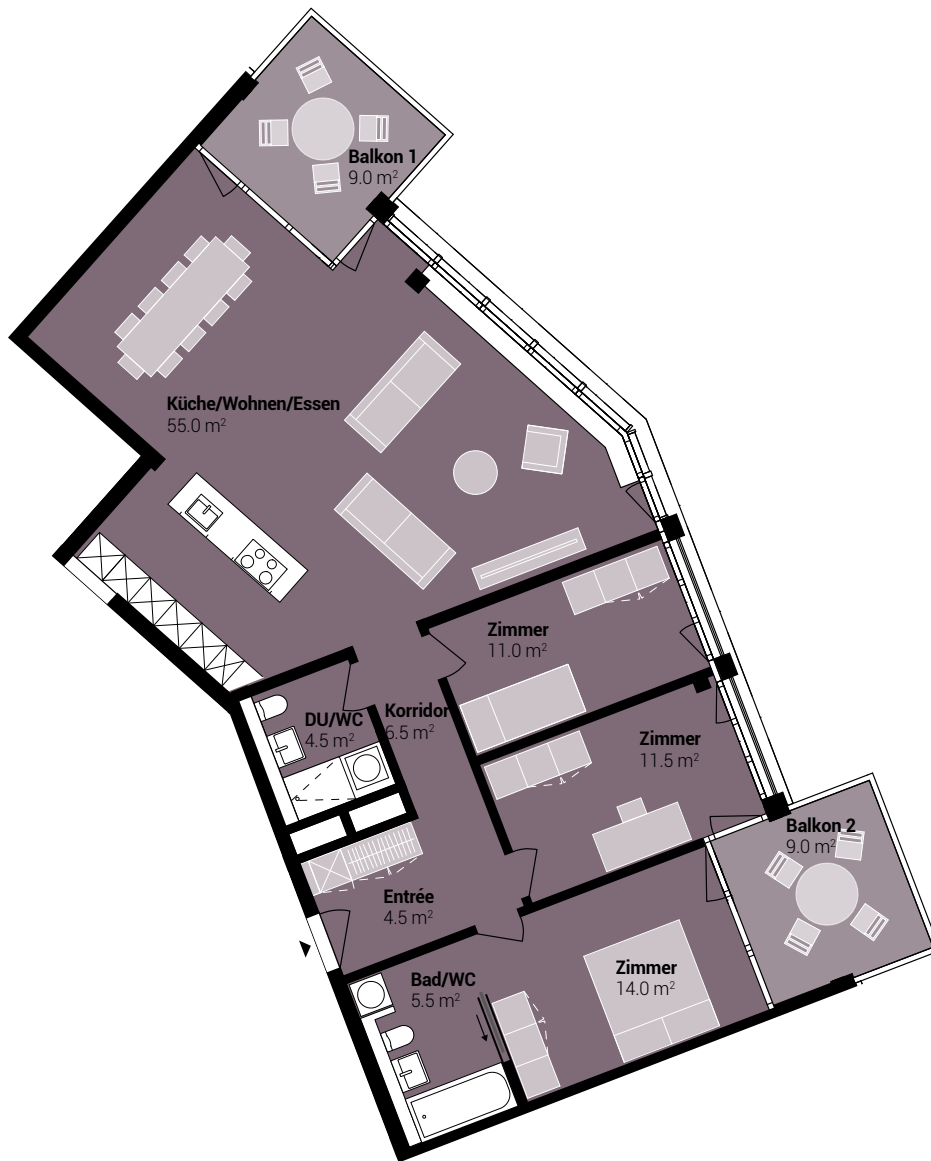 Balkon 1
9.0 m²
Küche/Wohnen/Essen
55.0 m²
Zimmer
11.0 m²
DU/WC
4.5 m²
Korridor
6.5 m²
Zimmer
11.5 m²
Balkon 2
9.0 m²
Entrée
4.5 m²
Bad/WC
5.5 m²
Zimmer
14.0 m²